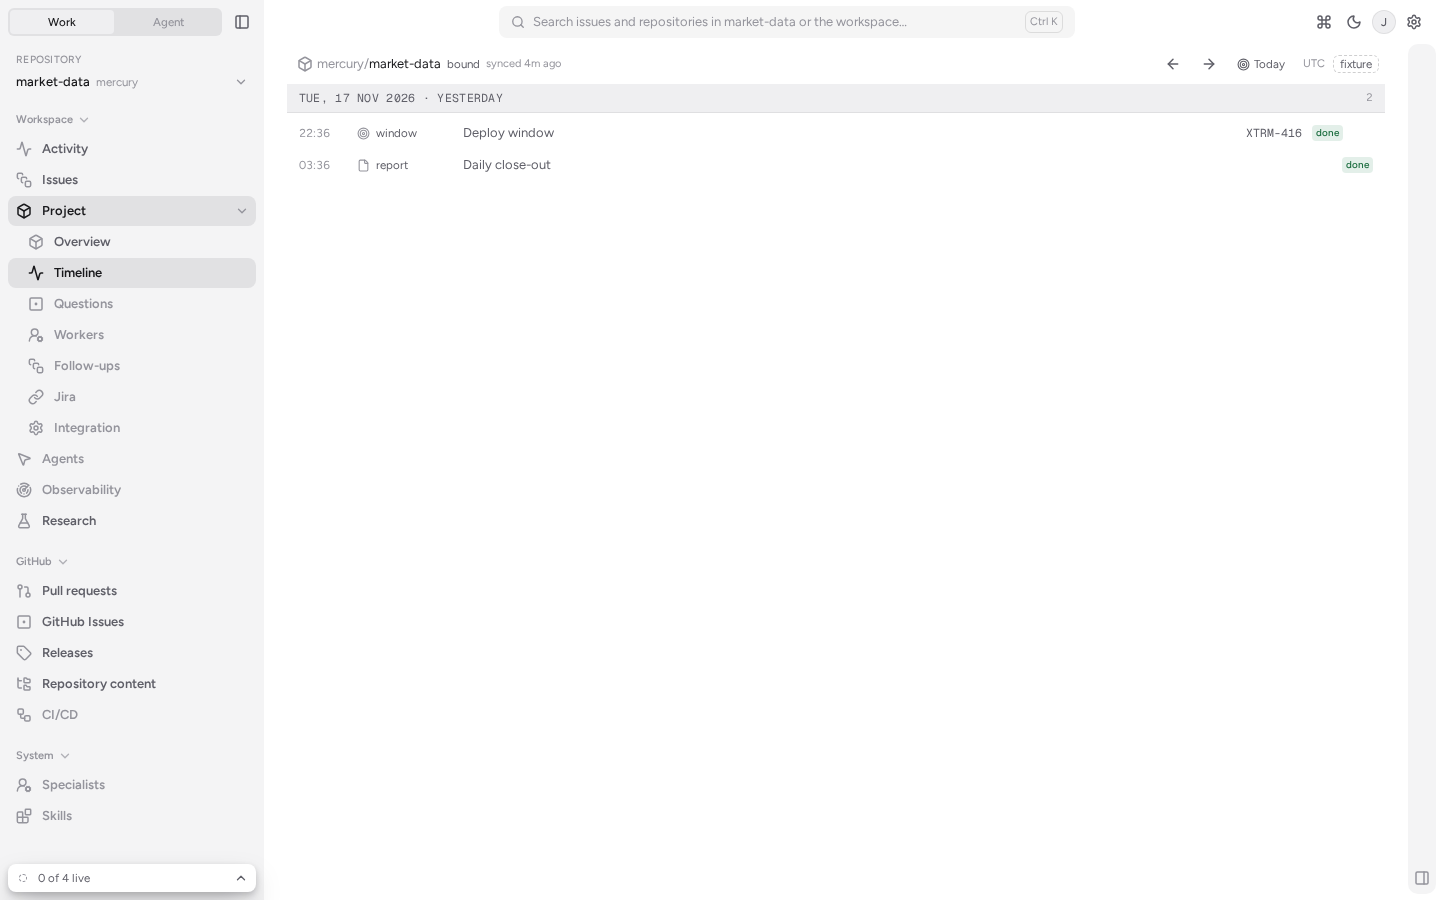 Work
Agent
Search issues and repositories in market-data or the workspace...
Ctrl K
J
REPOSITORY
market-data mercury
Workspace
Activity
Issues
Project
Overview
Timeline
Questions
Workers
Follow-ups
Jira
Integration
Agents
Observability
Research
GitHub
Pull requests
GitHub Issues
Releases
Repository content
CI/CD
System
Specialists
Skills
0 of 4 live
mercury/market-data bound synced 4m ago
Today UTC fixture
TUE, 17 NOV 2026 · YESTERDAY 2
22:36 window Deploy window XTRM-416 done
03:36 report Daily close-out done